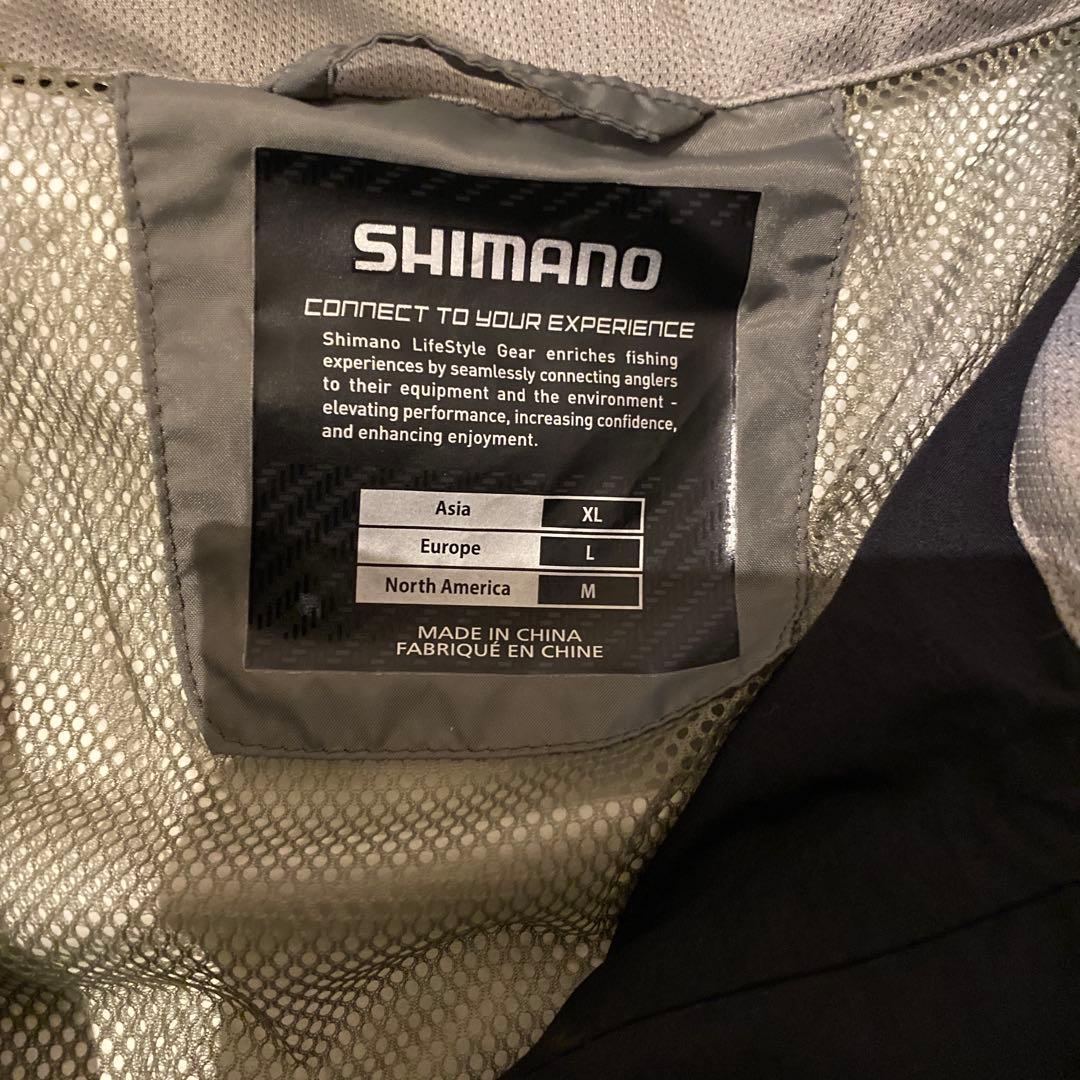 SHIMANO
CONNECT TO YOUR EXPERIENCE
Shimano LifeStyle Gear enriches fishing
experiences by seamlessly connecting anglers
to their equipment and the environment -
elevating performance, increasing confidence,
and enhancing enjoyment.
Asia XL
Europe L
North America M
MADE IN CHINA
FABRIQUÉ EN CHINE